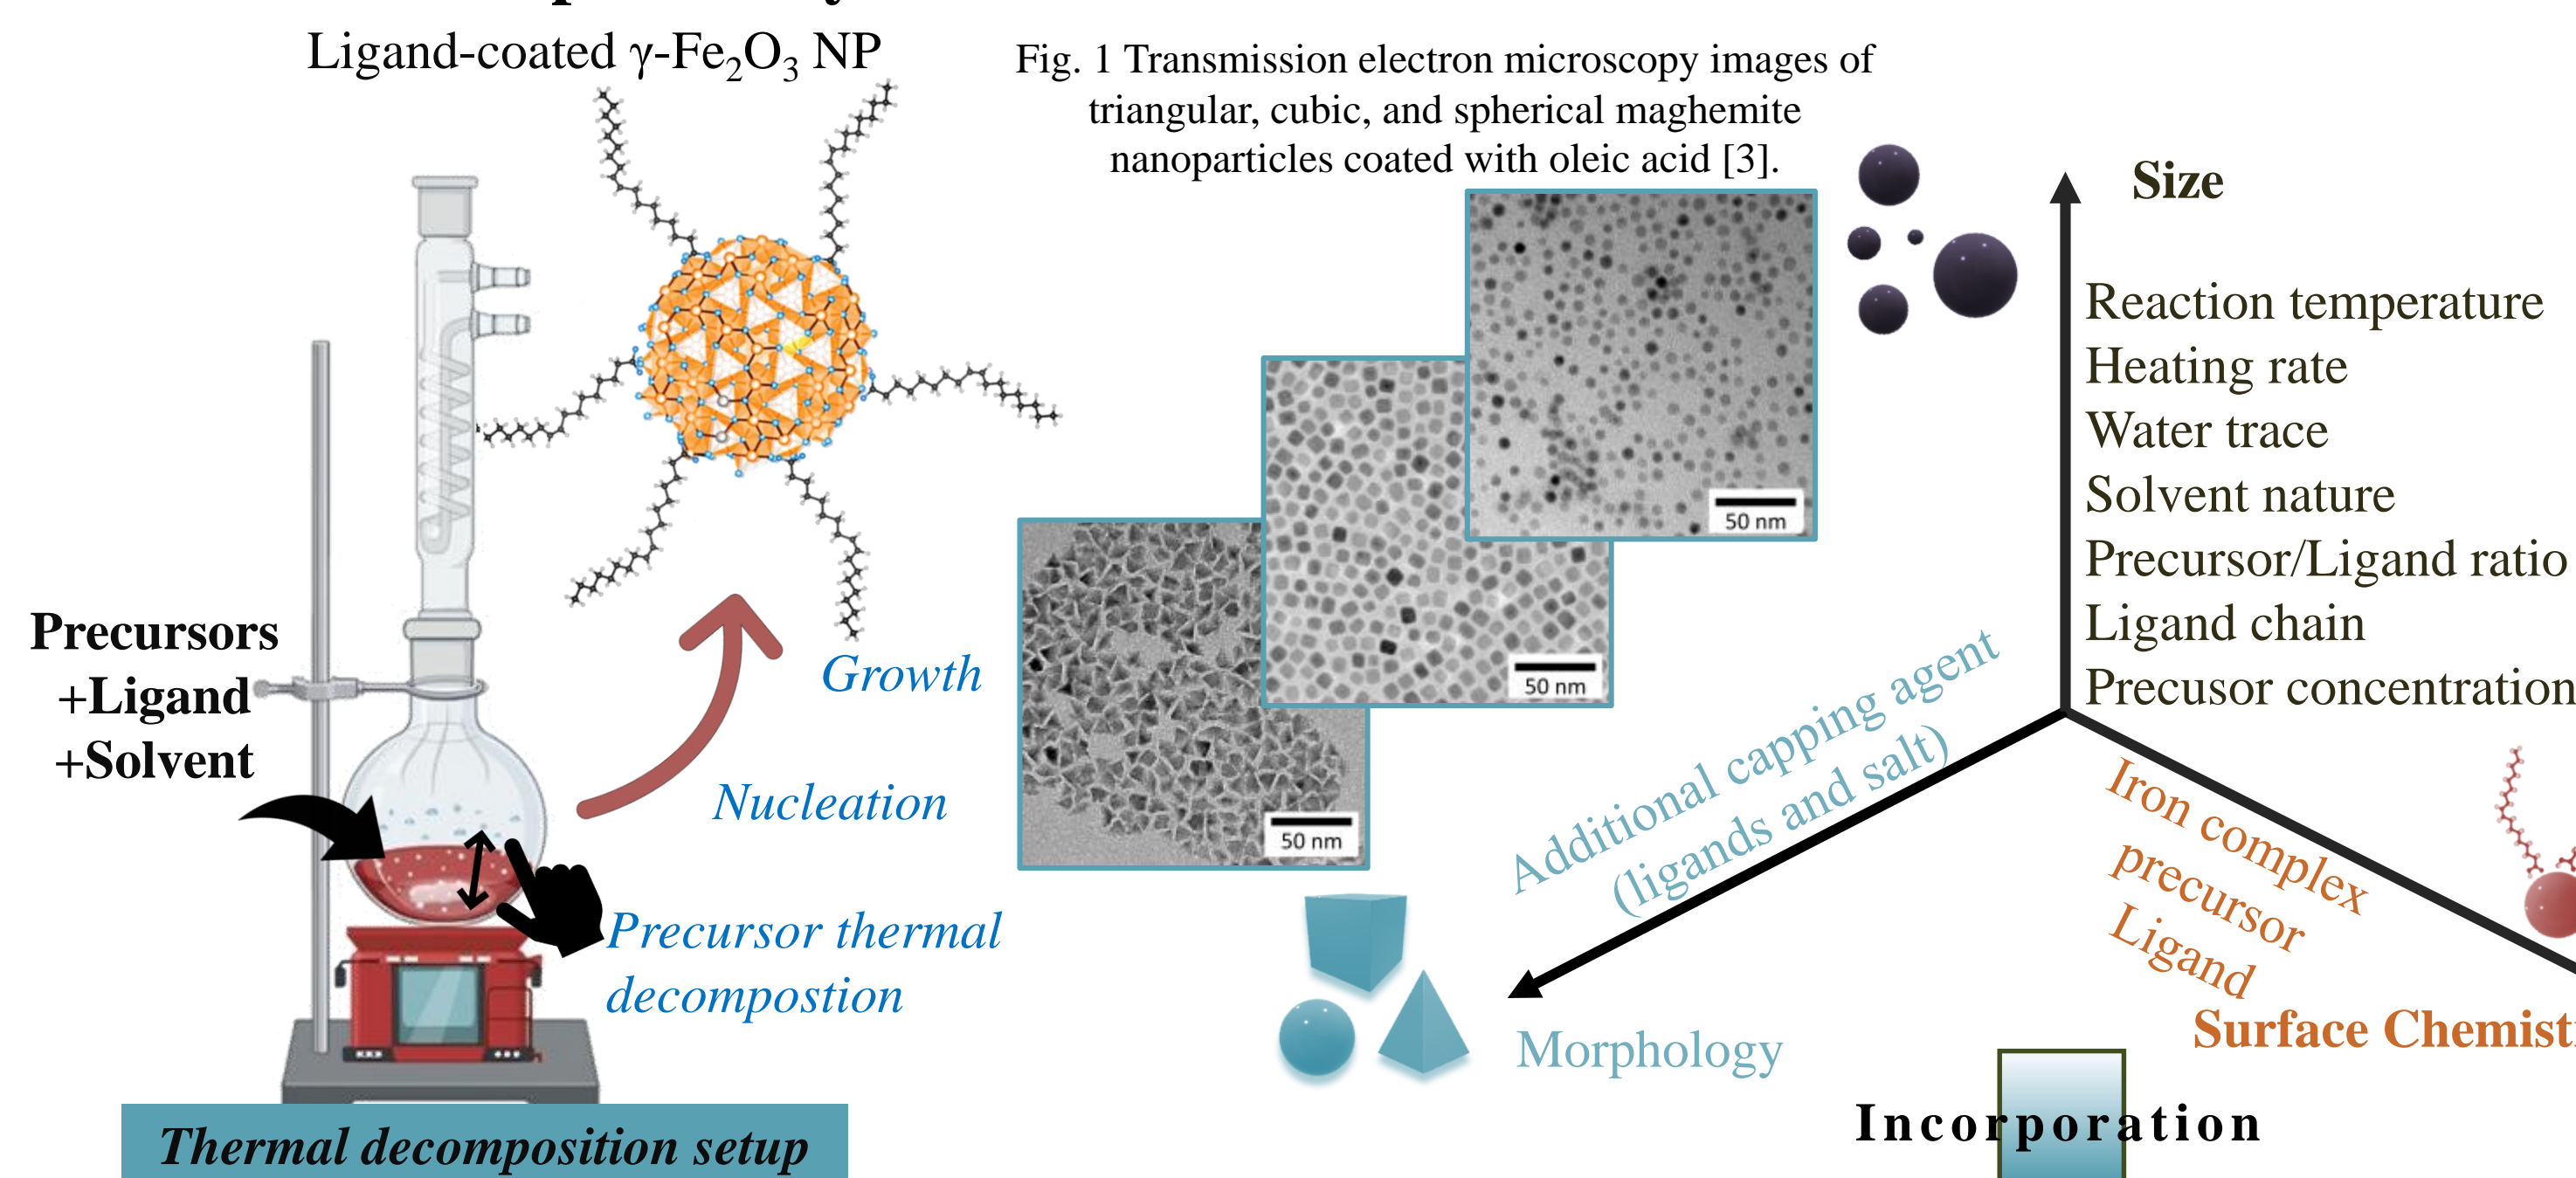 Ligand-coated γ-Fe₂O₃ NP
Fig. 1 Transmission electron microscopy images of
triangular, cubic, and spherical maghemite
nanoparticles coated with oleic acid [3].
Precursors
+Ligand
+Solvent
Growth
Nucleation
Precursor thermal
decompostion
Thermal decomposition setup
50 nm
50 nm
50 nm
Size
Reaction temperature
Heating rate
Water trace
Solvent nature
Precursor/Ligand ratio
Ligand chain
Precusor concentration
Additional capping agent
(ligands and salt)
Morphology
Iron complex
precursor
Ligand
Surface Chemist
Incorporation